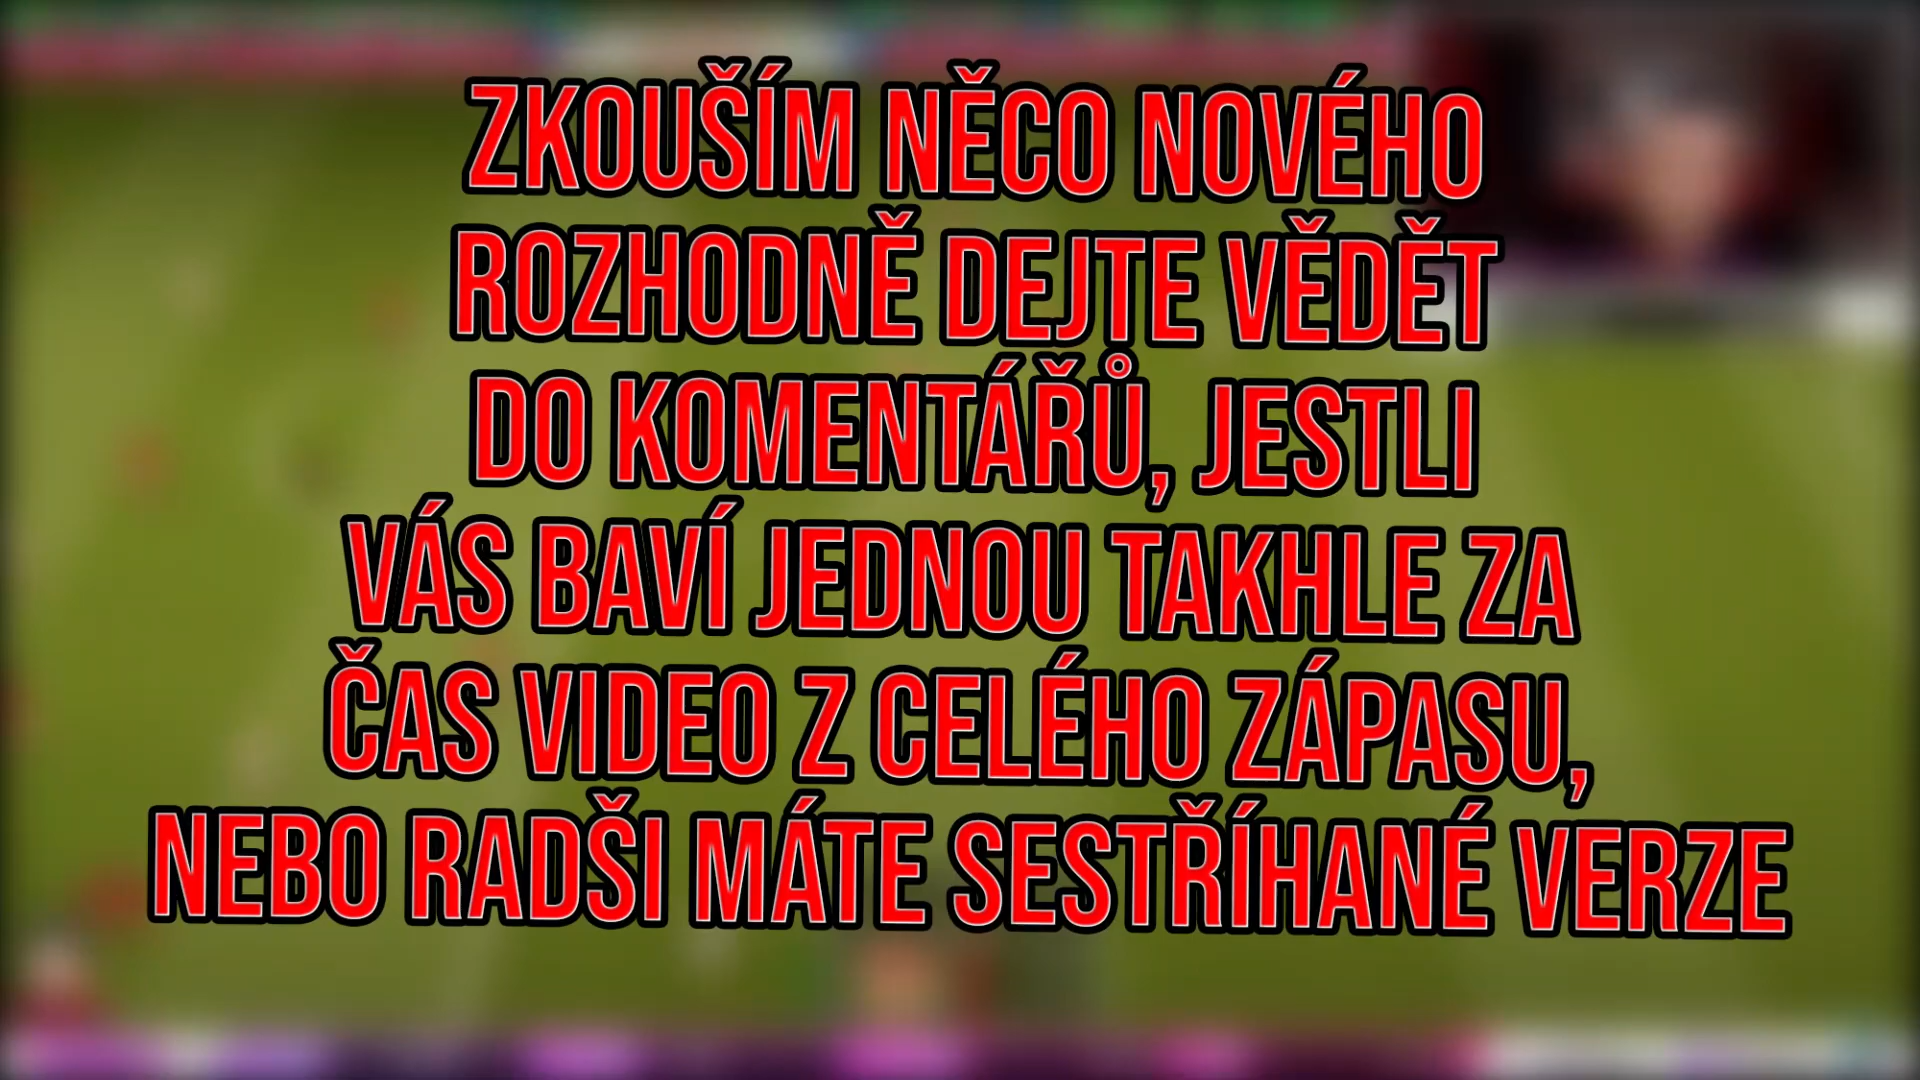 ZKOUŠÍM NĚCO NOVÉHO
ROZHODNĚ DEJTE VĚDĚT
DO KOMENTÁŘŮ, JESTLI
VÁS BAVÍ JEDNOU TAKHLE ZA
ČAS VIDEO Z CELÉHO ZÁPASU,
NEBO RADŠI MÁTE SESTŘÍHANÉ VERZE